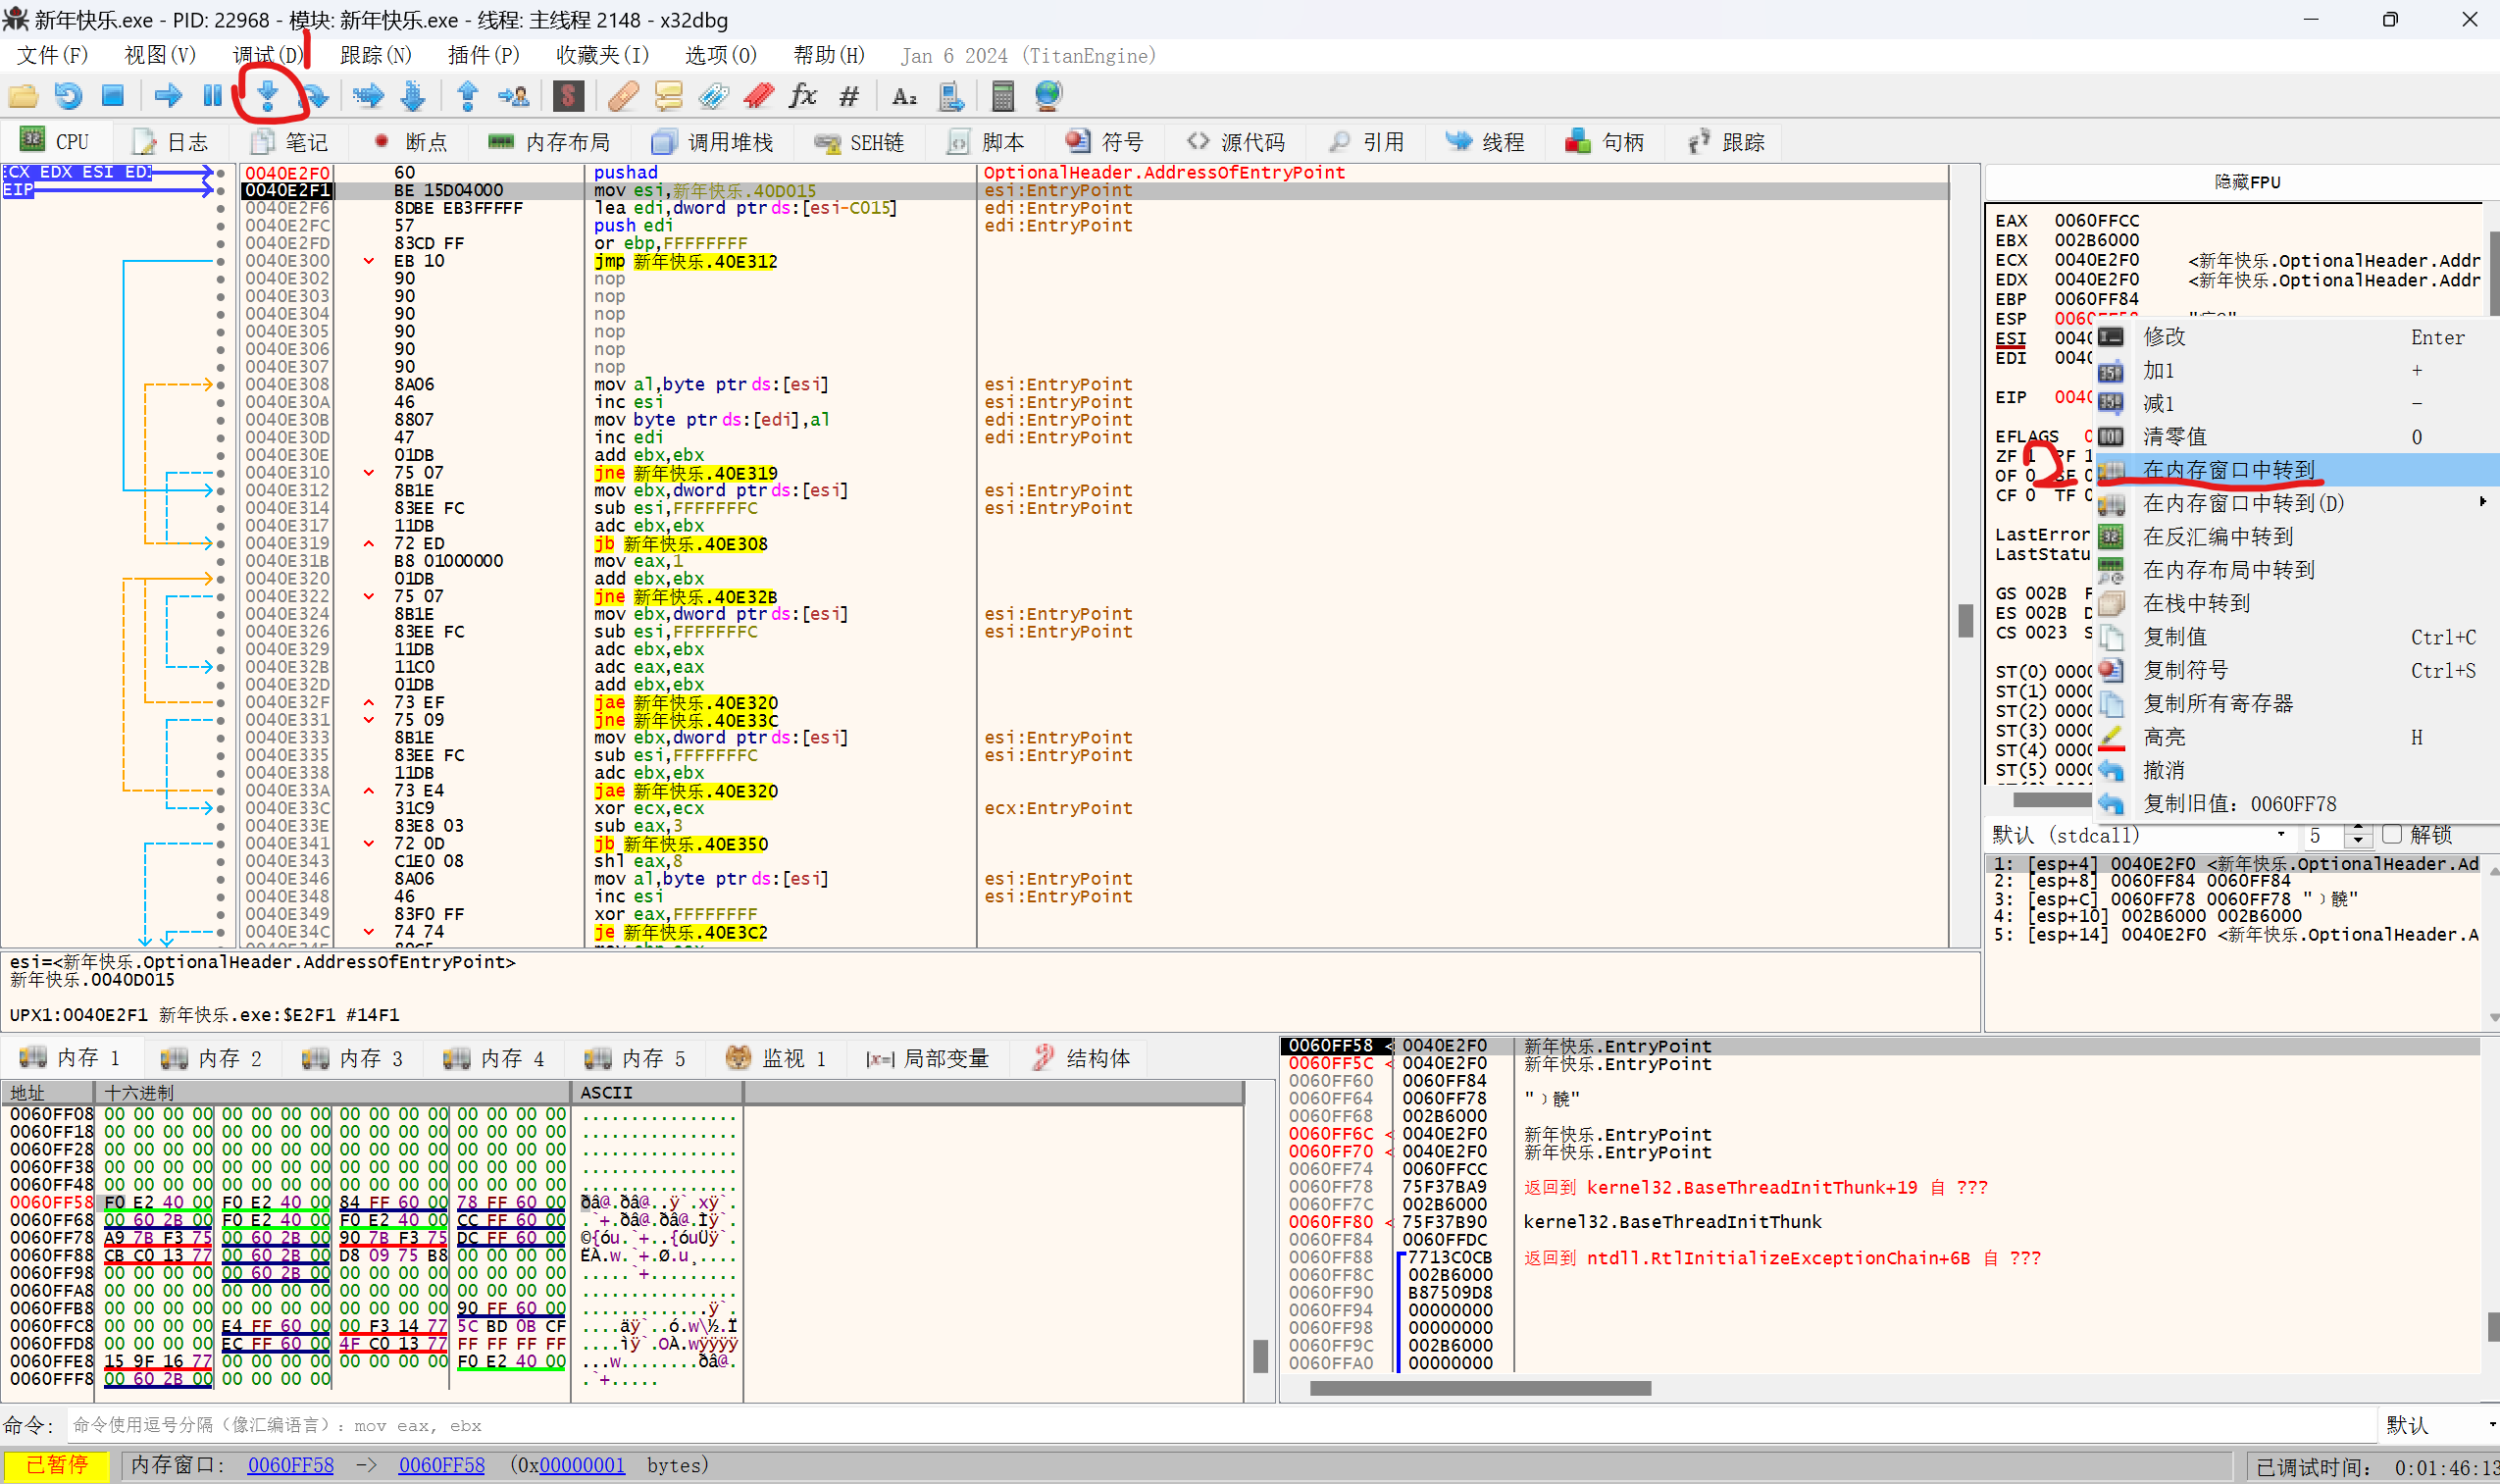 新年快乐.exe - PID: 22968 - 模块: 新年快乐.exe - 线程: 主线程 2148 - x32dbg
文件(F) 视图(V) 调试(D) 跟踪(N) 插件(P) 收藏夹(I) 选项(O) 帮助(H) Jan 6 2024 (TitanEngine)
1
CPU 日志 笔记 断点 内存布局 调用堆栈 SEH链 脚本 符号 源代码 引用 线程 句柄 跟踪
CX EDX ESI ED
EIP
0040E2F0 60 pushad OptionalHeader.AddressOfEntryPoint
0040E2F1 BE 15D04000 mov esi,新年快乐.40D015 esi:EntryPoint
0040E2F6 8DBE EB3FFFFF lea edi,dword ptr ds:[esi-C015] edi:EntryPoint
0040E2FC 57 push edi edi:EntryPoint
0040E2FD 83CD FF or ebp,FFFFFFFF
0040E300 EB 10 jmp 新年快乐.40E312
0040E302 90 nop
0040E303 90 nop
0040E304 90 nop
0040E305 90 nop
0040E306 90 nop
0040E307 90 nop
0040E308 8A06 mov al,byte ptr ds:[esi] esi:EntryPoint
0040E30A 46 inc esi esi:EntryPoint
0040E30B 8807 mov byte ptr ds:[edi],al edi:EntryPoint
0040E30D 47 inc edi edi:EntryPoint
0040E30E 01DB add ebx,ebx
0040E310 75 07 jne 新年快乐.40E319
0040E312 8B1E mov ebx,dword ptr ds:[esi] esi:EntryPoint
0040E314 83EE FC sub esi,FFFFFFFC esi:EntryPoint
0040E317 11DB adc ebx,ebx
0040E319 72 ED jb 新年快乐.40E308
0040E31B B8 01000000 mov eax,1
0040E320 01DB add ebx,ebx
0040E322 75 07 jne 新年快乐.40E32B
0040E324 8B1E mov ebx,dword ptr ds:[esi] esi:EntryPoint
0040E326 83EE FC sub esi,FFFFFFFC esi:EntryPoint
0040E329 11DB adc ebx,ebx
0040E32B 11C0 adc eax,eax
0040E32D 01DB add ebx,ebx
0040E32F 73 EF jae 新年快乐.40E320
0040E331 75 09 jne 新年快乐.40E33C
0040E333 8B1E mov ebx,dword ptr ds:[esi] esi:EntryPoint
0040E335 83EE FC sub esi,FFFFFFFC esi:EntryPoint
0040E338 11DB adc ebx,ebx
0040E33A 73 E4 jae 新年快乐.40E320
0040E33C 31C9 xor ecx,ecx ecx:EntryPoint
0040E33E 83E8 03 sub eax,3
0040E341 72 0D jb 新年快乐.40E350
0040E343 C1E0 08 shl eax,8
0040E346 8A06 mov al,byte ptr ds:[esi] esi:EntryPoint
0040E348 46 inc esi esi:EntryPoint
0040E349 83F0 FF xor eax,FFFFFFFF
0040E34C 74 74 je 新年快乐.40E3C2
隐藏FPU
EAX 0060FFCC
EBX 002B6000
ECX 0040E2F0 <新年快乐.OptionalHeader.Addr
EDX 0040E2F0 <新年快乐.OptionalHeader.Addr
EBP 0060FF84
ESP 0060FF58
ESI 0040
EDI 0040
EIP 0040
EFLAGS 0
ZF 1 PF 1
OF 0 SF 0
CF 0 TF 0
2
LastError
LastStatu
GS 002B F
ES 002B D
CS 0023 S
ST(0) 0000
ST(1) 0000
ST(2) 0000
ST(3) 0000
ST(4) 0000
ST(5) 0000
修改 Enter
加1 +
减1 -
清零值 0
在内存窗口中转到
在内存窗口中转到(D)
在反汇编中转到
在内存布局中转到
在栈中转到
复制值 Ctrl+C
复制符号 Ctrl+S
复制所有寄存器
高亮 H
撤消
复制旧值: 0060FF78
默认 (stdcall) 5 解锁
1: [esp+4] 0040E2F0 <新年快乐.OptionalHeader.Ad
2: [esp+8] 0060FF84 0060FF84
3: [esp+C] 0060FF78 0060FF78
4: [esp+10] 002B6000 002B6000
5: [esp+14] 0040E2F0 <新年快乐.OptionalHeader.A
esi=<新年快乐.OptionalHeader.AddressOfEntryPoint>
新年快乐.0040D015
UPX1:0040E2F1 新年快乐.exe:$E2F1 #14F1
内存 1 内存 2 内存 3 内存 4 内存 5 监视 1 |x=| 局部变量 结构体
地址 十六进制 ASCII
0060FF08 00 00 00 00 00 00 00 00 00 00 00 00 00 00 00 00 ................
0060FF18 00 00 00 00 00 00 00 00 00 00 00 00 00 00 00 00 ................
0060FF28 00 00 00 00 00 00 00 00 00 00 00 00 00 00 00 00 ................
0060FF38 00 00 00 00 00 00 00 00 00 00 00 00 00 00 00 00 ................
0060FF48 00 00 00 00 00 00 00 00 00 00 00 00 00 00 00 00 ................
0060FF58 F0 E2 40 00 F0 E2 40 00 84 FF 60 00 78 FF 60 00 ðâ@.ðâ@..ÿ`.xÿ`.
0060FF68 00 60 2B 00 F0 E2 40 00 F0 E2 40 00 CC FF 60 00 .`+.ðâ@.ðâ@.Ìÿ`.
0060FF78 A9 7B F3 75 00 60 2B 00 90 7B F3 75 DC FF 60 00 ©{óu.`+..{óuÜÿ`.
0060FF88 CB C0 13 77 00 60 2B 00 D8 09 75 B8 00 00 00 00 ËÀ.w.`+.Ø.u¸....
0060FF98 00 00 00 00 00 60 2B 00 00 00 00 00 00 00 00 00 .....`+.........
0060FFA8 00 00 00 00 00 00 00 00 00 00 00 00 00 00 00 00 ................
0060FFB8 00 00 00 00 00 00 00 00 00 00 00 00 90 FF 60 00 .............ÿ`.
0060FFC8 00 00 00 00 E4 FF 60 00 00 F3 14 77 5C BD 0B CF ....äÿ`..ó.w\½.Ï
0060FFD8 00 00 00 00 EC FF 60 00 4F C0 13 77 FF FF FF FF ....ìÿ`.OÀ.wÿÿÿÿ
0060FFE8 15 9F 16 77 00 00 00 00 00 00 00 00 F0 E2 40 00 ...w........ðâ@.
0060FFF8 00 60 2B 00 00 00 00 00 .`+.....
0060FF58 0040E2F0 新年快乐.EntryPoint
0060FF5C 0040E2F0 新年快乐.EntryPoint
0060FF60 0060FF84
0060FF64 0060FF78
0060FF68 002B6000
0060FF6C 0040E2F0 新年快乐.EntryPoint
0060FF70 0040E2F0 新年快乐.EntryPoint
0060FF74 0060FFCC
0060FF78 75F37BA9 返回到 kernel32.BaseThreadInitThunk+19 自 ???
0060FF7C 002B6000
0060FF80 75F37B90 kernel32.BaseThreadInitThunk
0060FF84 0060FFDC
0060FF88 7713C0CB 返回到 ntdll.RtlInitializeExceptionChain+6B 自 ???
0060FF8C 002B6000
0060FF90 B87509D8
0060FF94 00000000
0060FF98 00000000
0060FF9C 002B6000
0060FFA0 00000000
命令: 命令使用逗号分隔（像汇编语言）: mov eax, ebx 默认
已暂停 内存窗口: 0060FF58 -> 0060FF58 (0x00000001 bytes) 已调试时间: 0:01:46:13